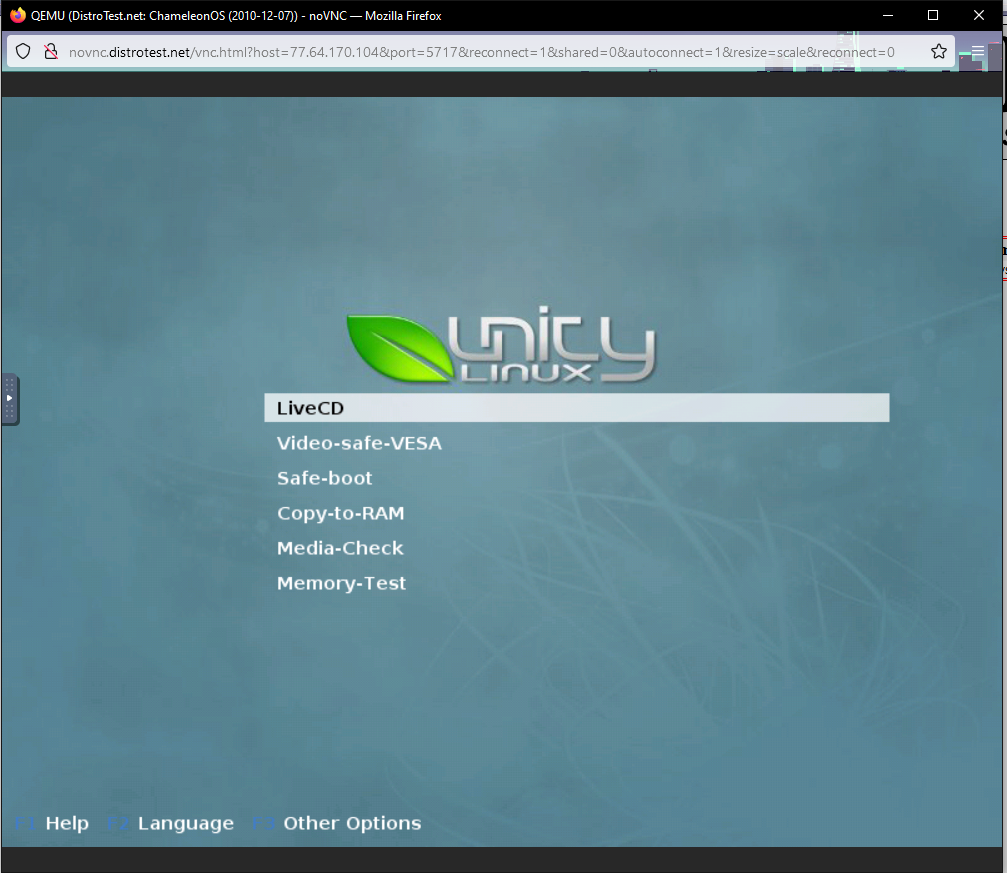 QEMU (DistroTest.net: ChameleonOS (2010-12-07)) - noVNC — Mozilla Firefox
novnc.distrotest.net/vnc.html?host=77.64.170.104&port=5717&reconnect=1&shared=0&autoconnect=1&resize=scale&reconnect=0
unity
LINUX
LiveCD
Video-safe-VESA
Safe-boot
Copy-to-RAM
Media-Check
Memory-Test
Help Language F3 Other Options